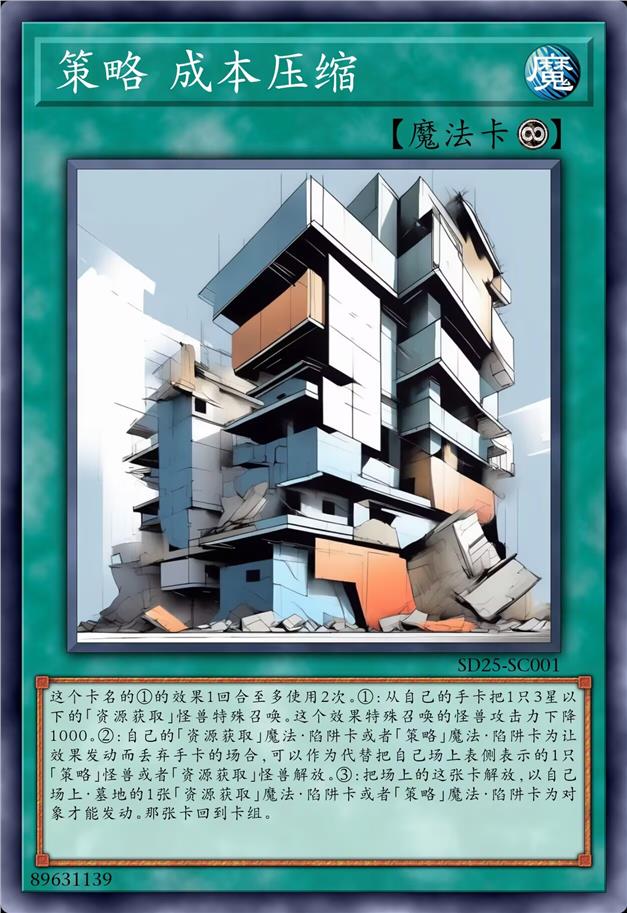 策略 成本压缩
魔
【魔法卡♾】
SD25-SC001
这个卡名的①的效果1回合至多使用2次。①:从自己的手卡把1只3星以
下的「资源获取」怪兽特殊召唤。这个效果特殊召唤的怪兽攻击力下降
1000。②:自己的「资源获取」魔法·陷阱卡或者「策略」魔法·陷阱卡为让
效果发动而丢弃手卡的场合,可以作为代替把自己场上表侧表示的1只
「策略」怪兽或者「资源获取」怪兽解放。③:把场上的这张卡解放,以自己
场上·墓地的1张「资源获取」魔法·陷阱卡或者「策略」魔法·陷阱卡为对
象才能发动。那张卡回到卡组。
89631139